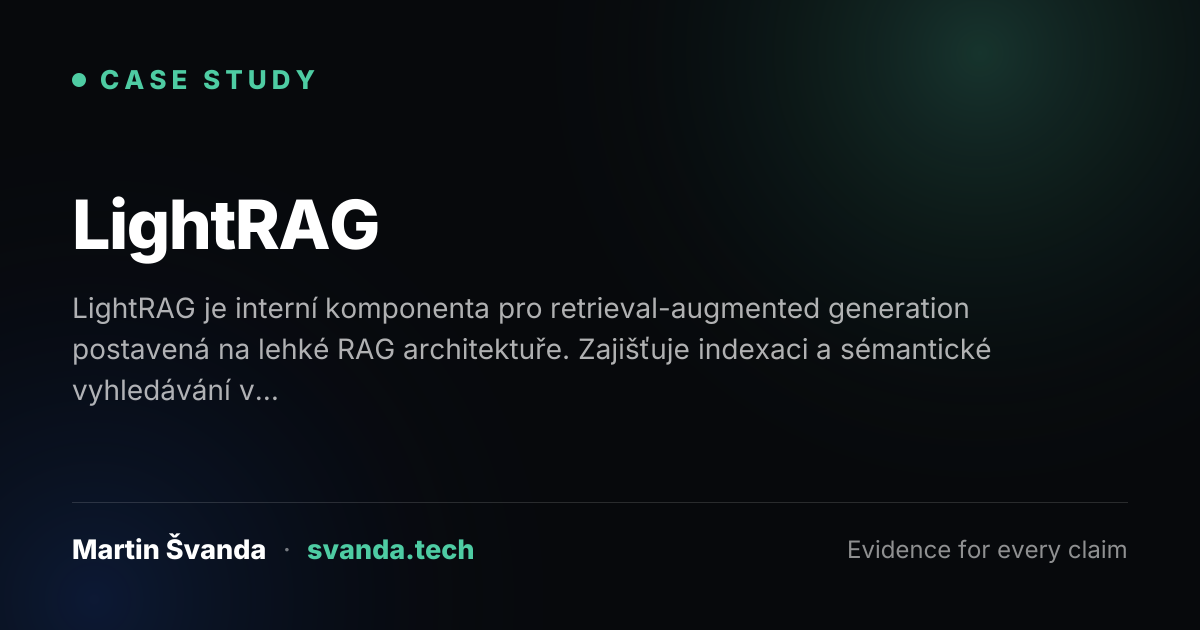 CASE STUDY
LightRAG
LightRAG je interní komponenta pro retrieval-augmented generation
postavená na lehké RAG architektuře. Zajišťuje indexaci a sémantické
vyhledávání v...
Martin Švanda · svanda.tech
Evidence for every claim